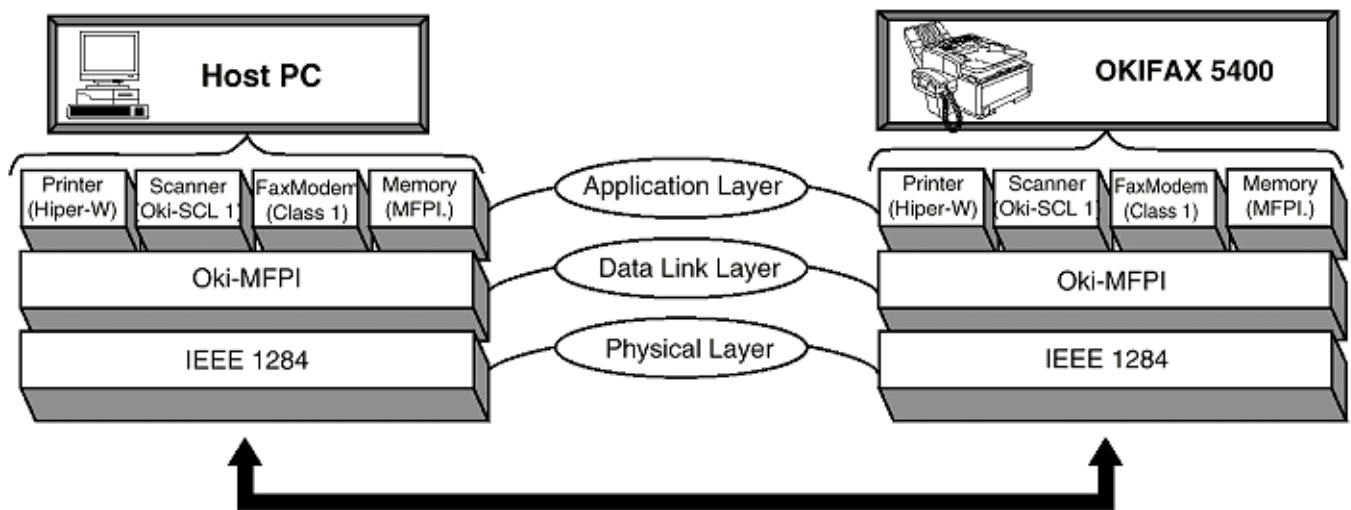 Host PC
OKIFAX 5400
Printer
(Hiper-W)
Scanner
(Oki-SCL 1)
FaxModem
(Class 1)
Memory
(MFPI.)
Application Layer
Printer
(Hiper-W)
Scanner
(Oki-SCL 1)
FaxModem
(Class 1)
Memory
(MFPI.)
Oki-MFPI
Data Link Layer
Oki-MFPI
IEEE 1284
Physical Layer
IEEE 1284